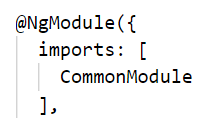 @NgModule({
  imports: [
    CommonModule
  ],